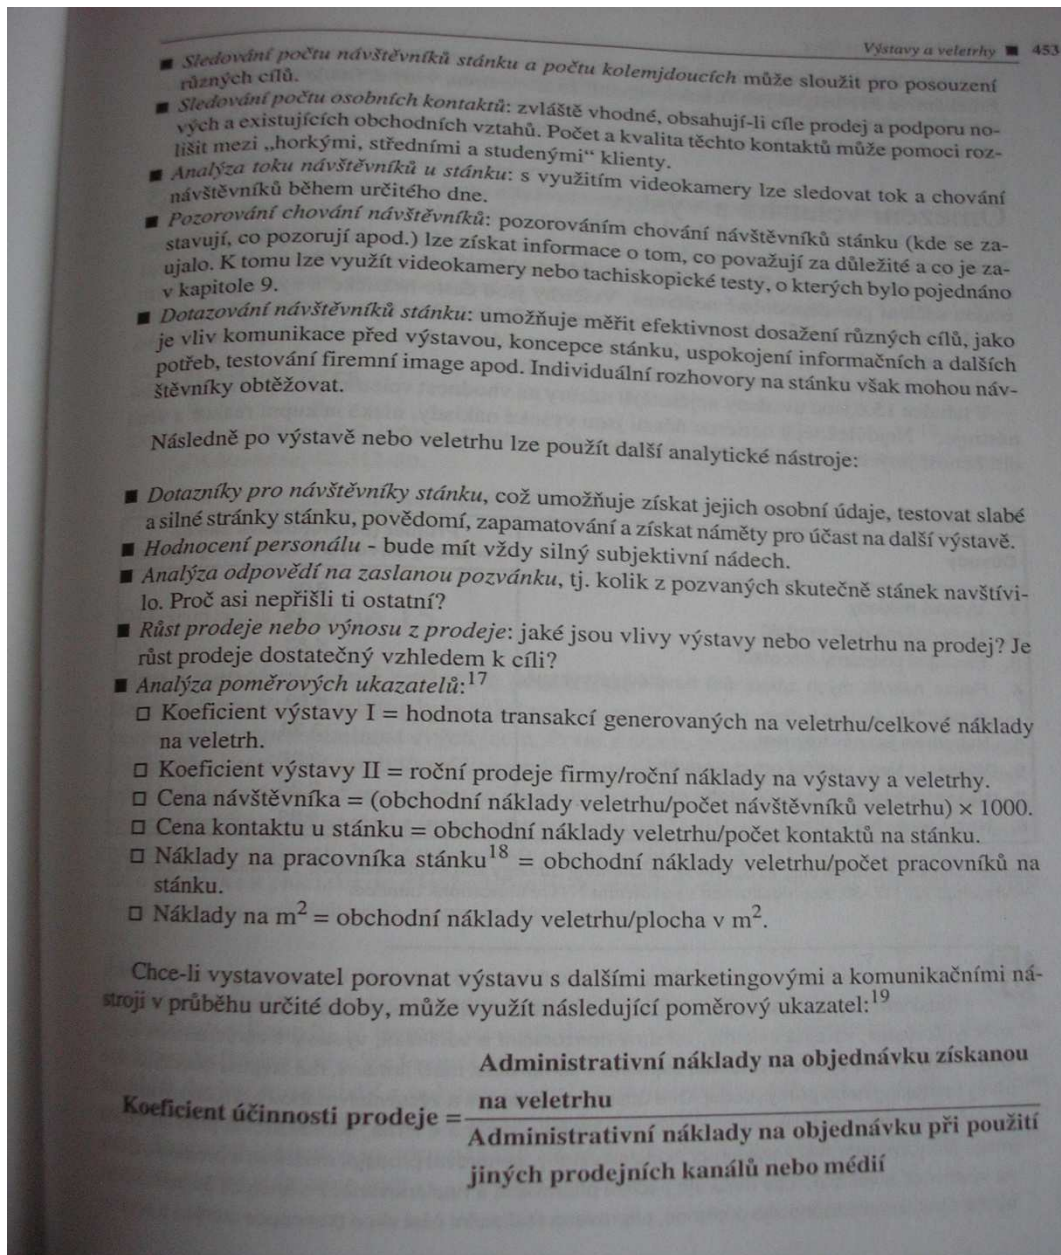 Výstavy a veletrhy ■ 453
■ Sledování počtu návštěvníků stánku a počtu kolemjdoucích může sloužit pro posouzení
různých cílů.
■ Sledování počtu osobních kontaktů: zvláště vhodné, obsahují-li cíle prodej a podporu no-
vých a existujících obchodních vztahů. Počet a kvalita těchto kontaktů může pomoci roz-
lišit mezi „horkými, středními a studenými“ klienty.
■ Analýza toku návštěvníků u stánku: s využitím videokamery lze sledovat tok a chování
návštěvníků během určitého dne.
■ Pozorování chování návštěvníků: pozorováním chování návštěvníků stánku (kde se za-
stavují, co pozorují apod.) lze získat informace o tom, co považují za důležité a co je za-
ujalo. K tomu lze využít videokamery nebo tachiskopické testy, o kterých bylo pojednáno
v kapitole 9.
■ Dotazování návštěvníků stánku: umožňuje měřit efektivnost dosažení různých cílů, jako
je vliv komunikace před výstavou, koncepce stánku, uspokojení informačních a dalších
potřeb, testování firemní image apod. Individuální rozhovory na stánku však mohou náv-
štěvníky obtěžovat.
Následně po výstavě nebo veletrhu lze použít další analytické nástroje:
■ Dotazníky pro návštěvníky stánku, což umožňuje získat jejich osobní údaje, testovat slabé
a silné stránky stánku, povědomí, zapamatování a získat náměty pro účast na další výstavě.
■ Hodnocení personálu - bude mít vždy silný subjektivní nádech.
■ Analýza odpovědí na zaslanou pozvánku, tj. kolik z pozvaných skutečně stánek navštívi-
lo. Proč asi nepřišli ti ostatní?
■ Růst prodeje nebo výnosu z prodeje: jaké jsou vlivy výstavy nebo veletrhu na prodej? Je
růst prodeje dostatečný vzhledem k cíli?
■ Analýza poměrových ukazatelů:17
□ Koeficient výstavy I = hodnota transakcí generovaných na veletrhu/celkové náklady
na veletrh.
□ Koeficient výstavy II = roční prodeje firmy/roční náklady na výstavy a veletrhy.
□ Cena návštěvníka = (obchodní náklady veletrhu/počet návštěvníků veletrhu) × 1000.
□ Cena kontaktu u stánku = obchodní náklady veletrhu/počet kontaktů na stánku.
□ Náklady na pracovníka stánku18 = obchodní náklady veletrhu/počet pracovníků na
stánku.
□ Náklady na m2 = obchodní náklady veletrhu/plocha v m2.
Chce-li vystavovatel porovnat výstavu s dalšími marketingovými a komunikačními ná-
stroji v průběhu určité doby, může využít následující poměrový ukazatel:19
Administrativní náklady na objednávku získanou
na veletrhu
Koeficient účinnosti prodeje =
Administrativní náklady na objednávku při použití
jiných prodejních kanálů nebo médií